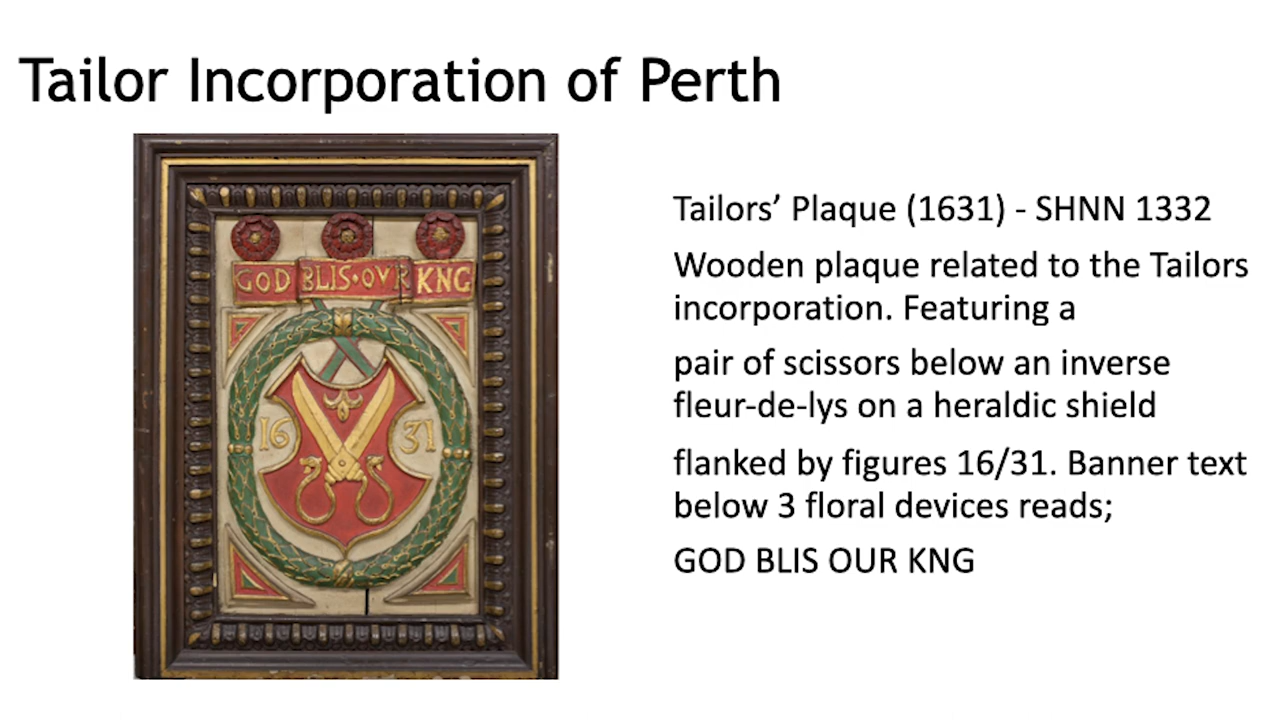 Tailor Incorporation of Perth
GOD BLIS·OVR KNG
16 31
Tailors’ Plaque (1631) - SHNN 1332
Wooden plaque related to the Tailors
incorporation. Featuring a
pair of scissors below an inverse
fleur-de-lys on a heraldic shield
flanked by figures 16/31. Banner text
below 3 floral devices reads;
GOD BLIS OUR KNG